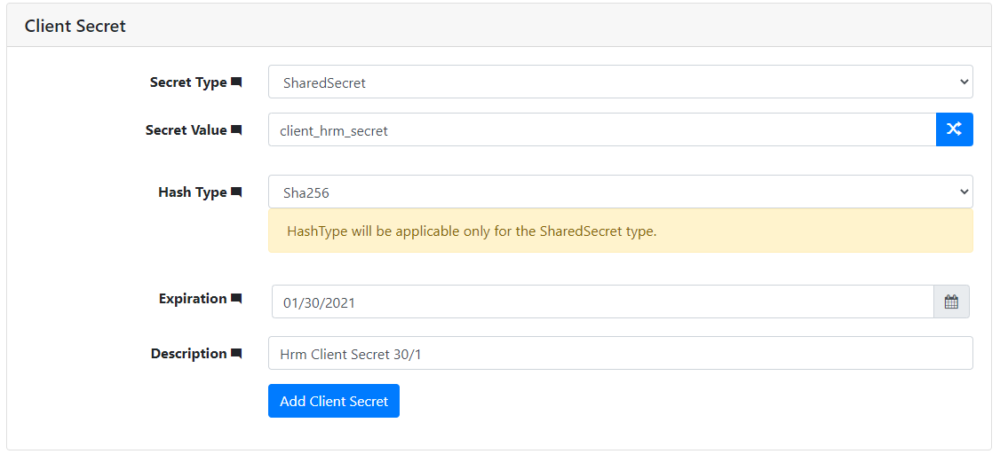 Client Secret
Secret Type
SharedSecret
Secret Value
client_hrm_secret
Hash Type
Sha256
HashType will be applicable only for the SharedSecret type.
Expiration
01/30/2021
Description
Hrm Client Secret 30/1
Add Client Secret